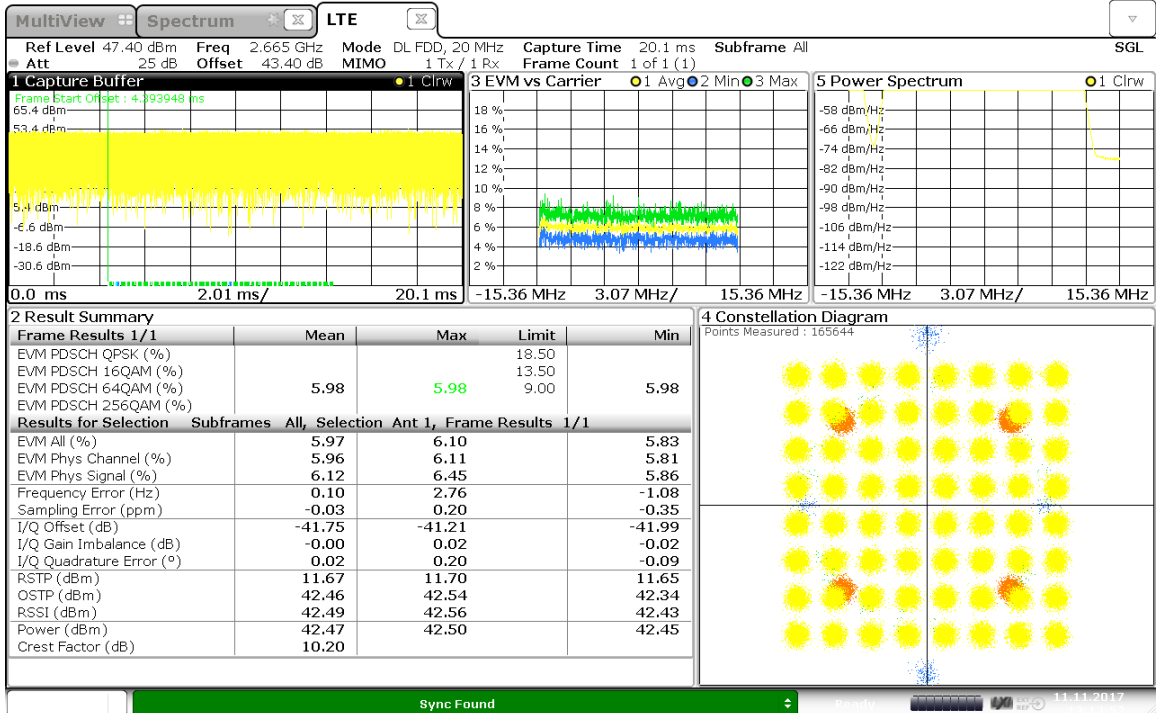 MultiView Spectrum LTE
Ref Level 47.40 dBm Freq 2.665 GHz Mode DL FDD, 20 MHz Capture Time 20.1 ms Subframe All SGL
Att 25 dB Offset 43.40 dB MIMO 1 Tx / 1 Rx Frame Count 1 of 1 (1)
1 Capture Buffer 1 Clrw
Frame Start Offset : 4.393948 ms
65.4 dBm
53.4 dBm
5.4 dBm
-6.6 dBm
-18.6 dBm
-30.6 dBm
0.0 ms 2.01 ms/ 20.1 ms
3 EVM vs Carrier 1 Avg 2 Min 3 Max
18 %
16 %
14 %
12 %
10 %
8 %
6 %
4 %
2 %
-15.36 MHz 3.07 MHz/ 15.36 MHz
5 Power Spectrum 1 Clrw
-58 dBm/Hz
-66 dBm/Hz
-74 dBm/Hz
-82 dBm/Hz
-90 dBm/Hz
-98 dBm/Hz
-106 dBm/Hz
-114 dBm/Hz
-122 dBm/Hz
-15.36 MHz 3.07 MHz/ 15.36 MHz
2 Result Summary
Frame Results 1/1 Mean Max Limit Min
EVM PDSCH QPSK (%) 18.50
EVM PDSCH 16QAM (%) 13.50
EVM PDSCH 64QAM (%) 5.98 5.98 9.00 5.98
EVM PDSCH 256QAM (%)
Results for Selection Subframes All, Selection Ant 1, Frame Results 1/1
EVM All (%) 5.97 6.10 5.83
EVM Phys Channel (%) 5.96 6.11 5.81
EVM Phys Signal (%) 6.12 6.45 5.86
Frequency Error (Hz) 0.10 2.76 -1.08
Sampling Error (ppm) -0.03 0.20 -0.35
I/Q Offset (dB) -41.75 -41.21 -41.99
I/Q Gain Imbalance (dB) -0.00 0.02 -0.02
I/Q Quadrature Error (°) 0.02 0.20 -0.09
RSTP (dBm) 11.67 11.70 11.65
OSTP (dBm) 42.46 42.54 42.34
RSSI (dBm) 42.49 42.56 42.43
Power (dBm) 42.47 42.50 42.45
Crest Factor (dB) 10.20
4 Constellation Diagram
Points Measured : 165644
Sync Found
Ready
LXI
EXT
REF
11.11.2017